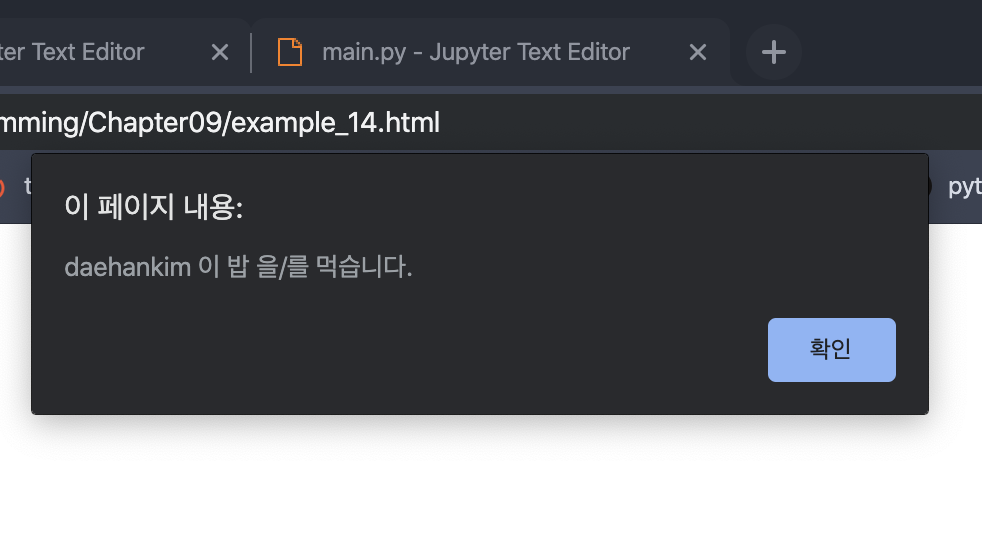 ter Text Editor
main.py - Jupyter Text Editor
mming/Chapter09/example_14.html
t
pyt
이 페이지 내용:
daehankim 이 밥 을/를 먹습니다.
확인